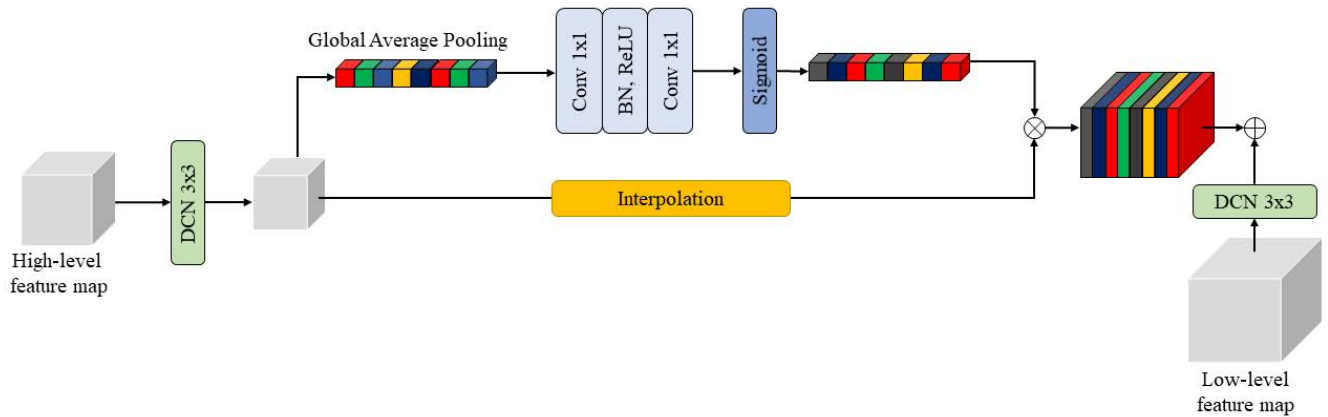 Global Average Pooling
Conv 1x1
BN, ReLU
Conv 1x1
Sigmoid
DCN 3x3
High-level
feature map
Interpolation
DCN 3x3
Low-level
feature map